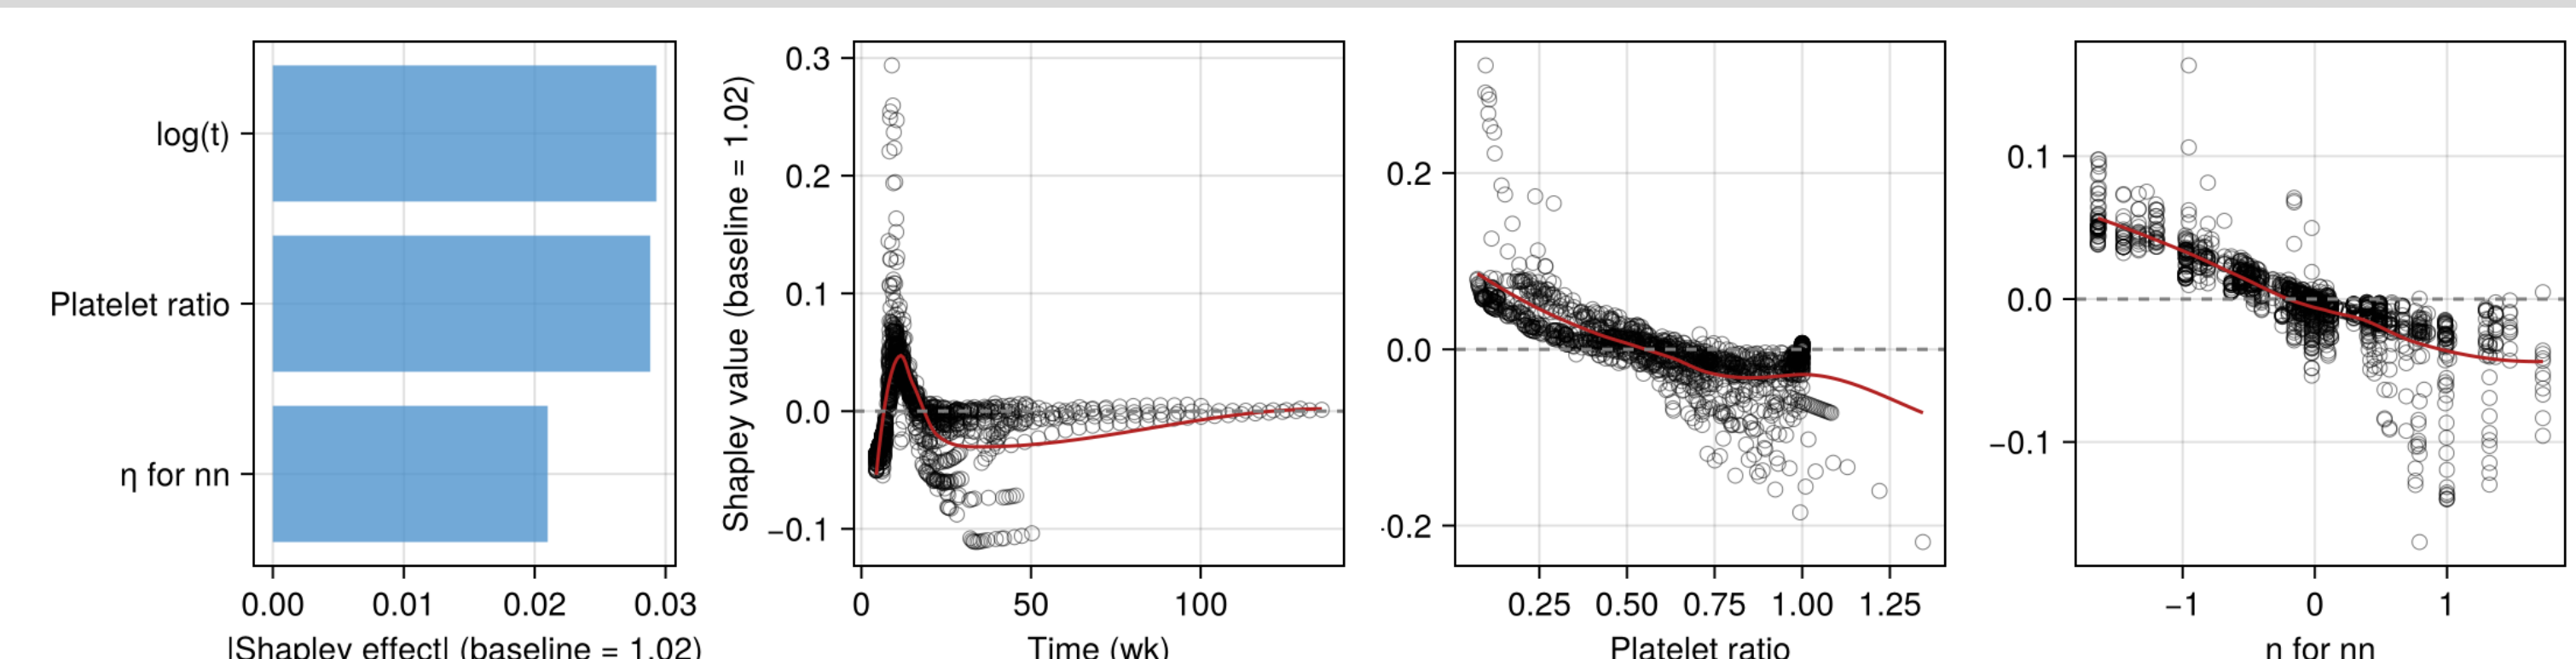 log(t)
Platelet ratio
η for nn
0.00 0.01 0.02 0.03
|Shapley effect| (baseline = 1.02)
Shapley value (baseline = 1.02)
0.3
0.2
0.1
0.0
−0.1
0 50 100
Time (wk)
0.2
0.0
0.2
0.25 0.50 0.75 1.00 1.25
Platelet ratio
0.1
0.0
−0.1
−1 0 1
η for nn